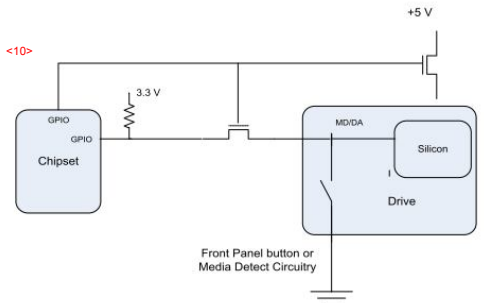 +5 V
<10>
3.3 V
GPIO
GPIO
Chipset
MD/DA
Silicon
Drive
Front Panel button or
Media Detect Circuitry